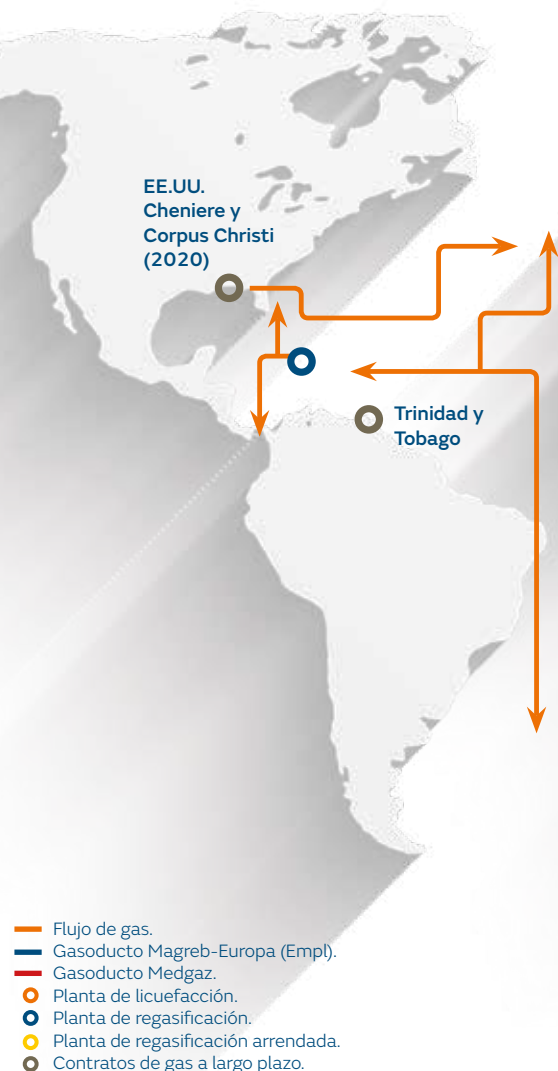 EE.UU.
Cheniere y
Corpus Christi
(2020)
Trinidad y
Tobago
Flujo de gas.
Gasoducto Magreb-Europa (Empl).
Gasoducto Medgaz.
Planta de licuefacción.
Planta de regasificación.
Planta de regasificación arrendada.
Contratos de gas a largo plazo.